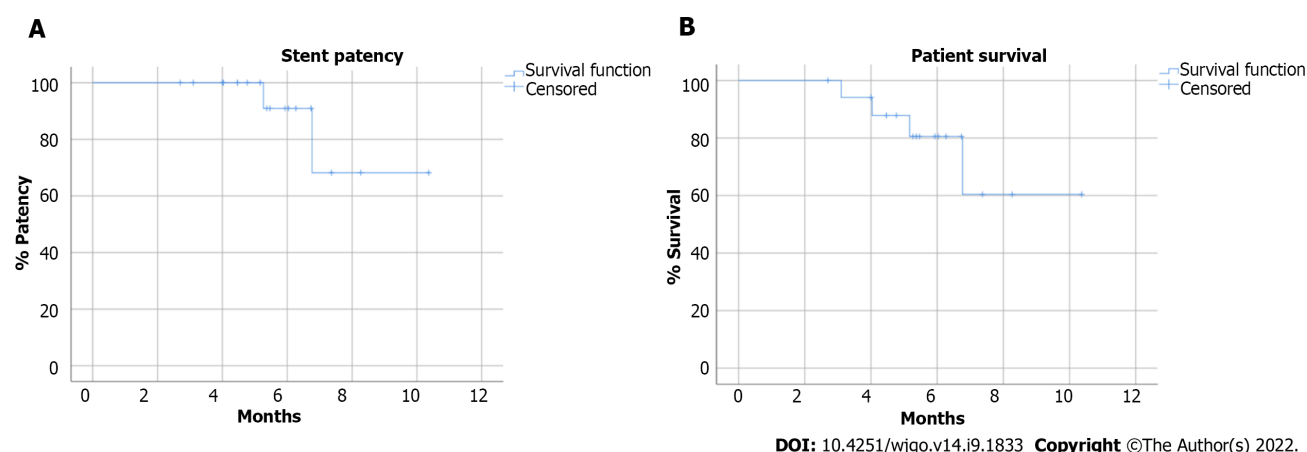 A
Stent patency
Survival function
Censored
100
80
60
40
20
0
% Patency
0 2 4 6 8 10 12
Months
B
Patient survival
Survival function
Censored
100
80
60
40
20
0
% Survival
0 2 4 6 8 10 12
Months
DOI: 10.4251/wjgo.v14.i9.1833 Copyright ©The Author(s) 2022.